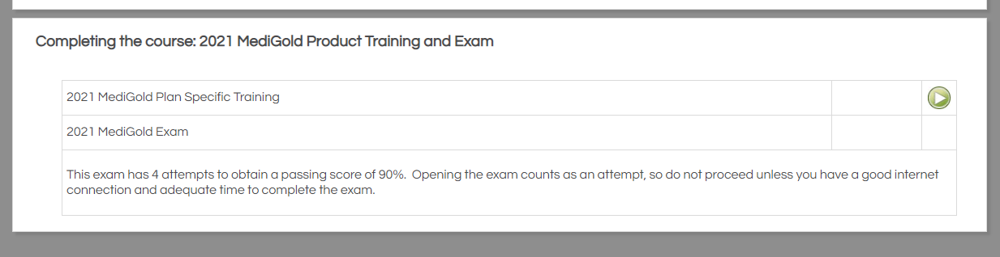 Completing the course: 2021 MediGold Product Training and Exam
2021 MediGold Plan Specific Training
2021 MediGold Exam
This exam has 4 attempts to obtain a passing score of 90%.  Opening the exam counts as an attempt, so do not proceed unless you have a good internet
connection and adequate time to complete the exam.